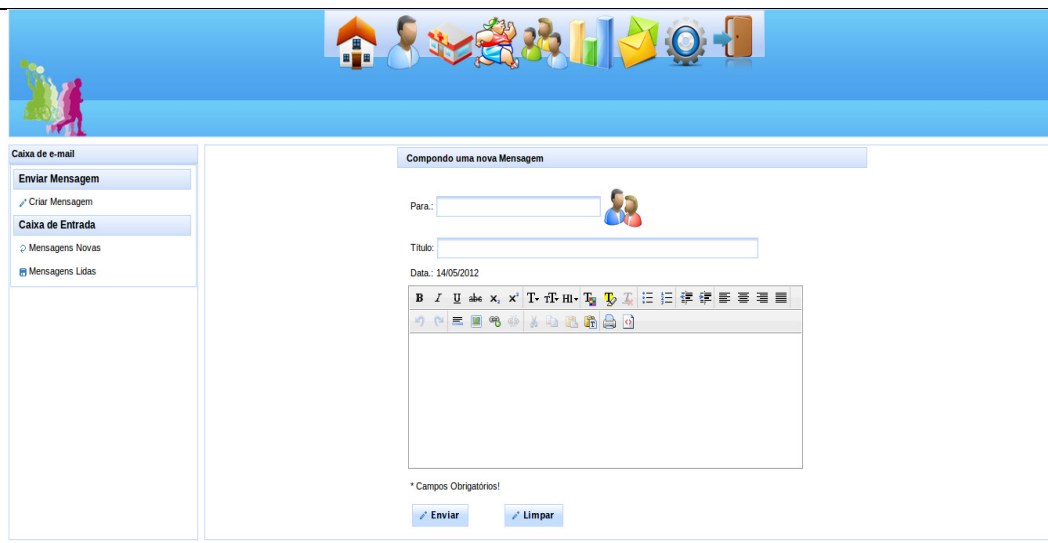 Caixa de e-mail
Enviar Mensagem
Criar Mensagem
Caixa de Entrada
Mensagens Novas
Mensagens Lidas
Compondo uma nova Mensagem
Para.:
Título:
Data.: 14/05/2012
* Campos Obrigatórios!
Enviar Limpar